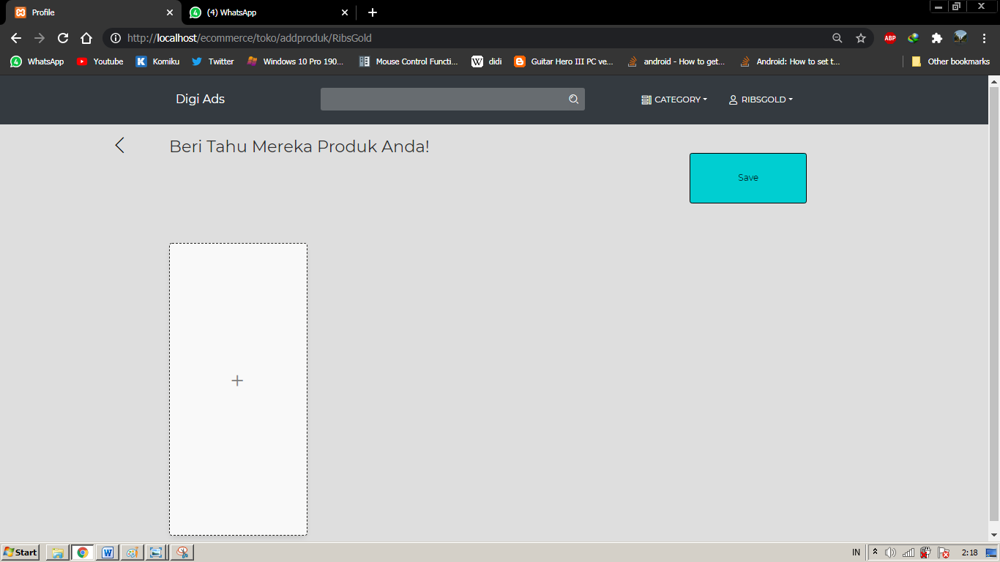 Profile
(4) WhatsApp
http://localhost/ecommerce/toko/addproduk/RibsGold
ABP
4 WhatsApp
Youtube
K Komiku
Twitter
Windows 10 Pro 190...
Mouse Control Functi...
W didi
Guitar Hero III PC ve...
android - How to get...
Android: How to set t...
Other bookmarks
Digi Ads
CATEGORY
RIBSGOLD
Beri Tahu Mereka Produk Anda!
Save
+
Start
IN
2:18